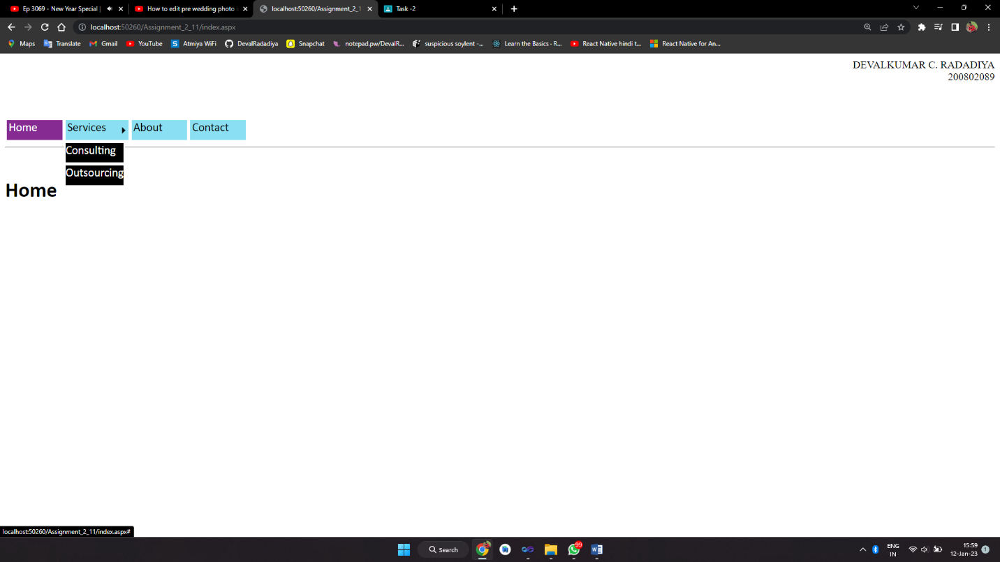 Ep 3069 - New Year Special |
How to edit pre wedding photo
localhost:50260/Assignment_2_1
Task -2
localhost:50260/Assignment_2_11/index.aspx
Maps
Translate
Gmail
YouTube
Atmiya WiFi
DevalRadadiya
Snapchat
notepad.pw/DevalR...
suspicious soylent -...
Learn the Basics · R...
React Native hindi t...
React Native for An...
DEVALKUMAR C. RADADIYA
200802089
Home
Services
About
Contact
Consulting
Outsourcing
Home
localhost:50260/Assignment_2_11/index.aspx#
Search
99
ENG
IN
15:59
12-Jan-23
1